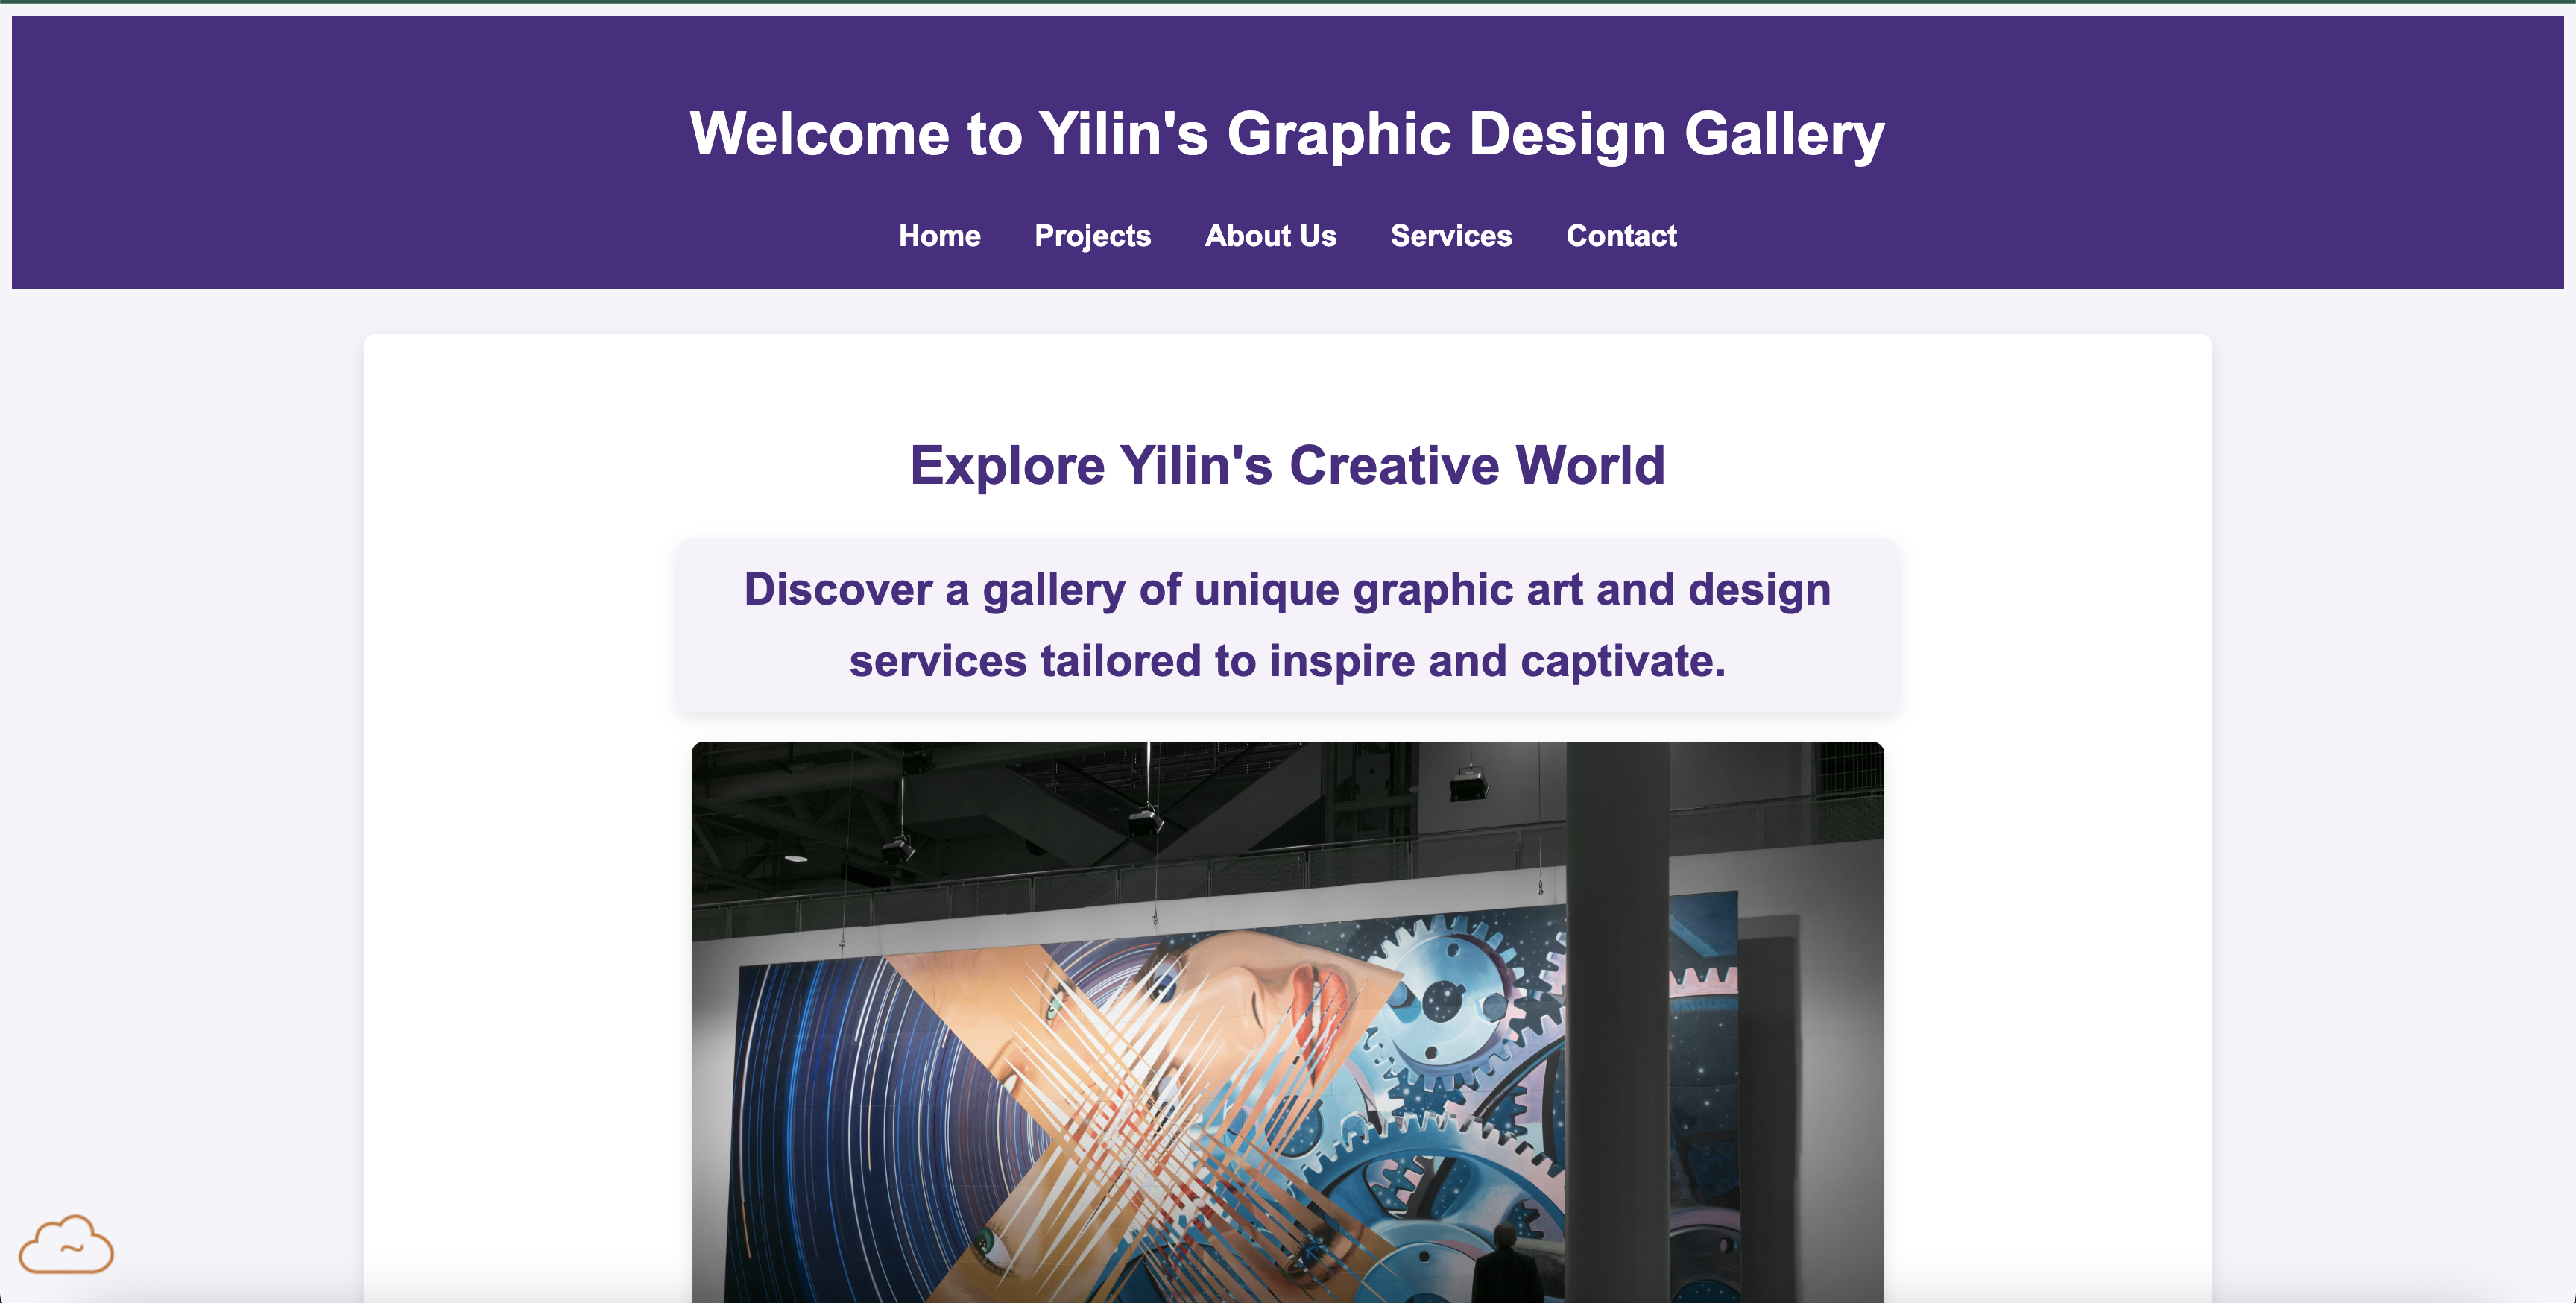 Welcome to Yilin's Graphic Design Gallery
Home Projects About Us Services Contact
Explore Yilin's Creative World
Discover a gallery of unique graphic art and design
services tailored to inspire and captivate.